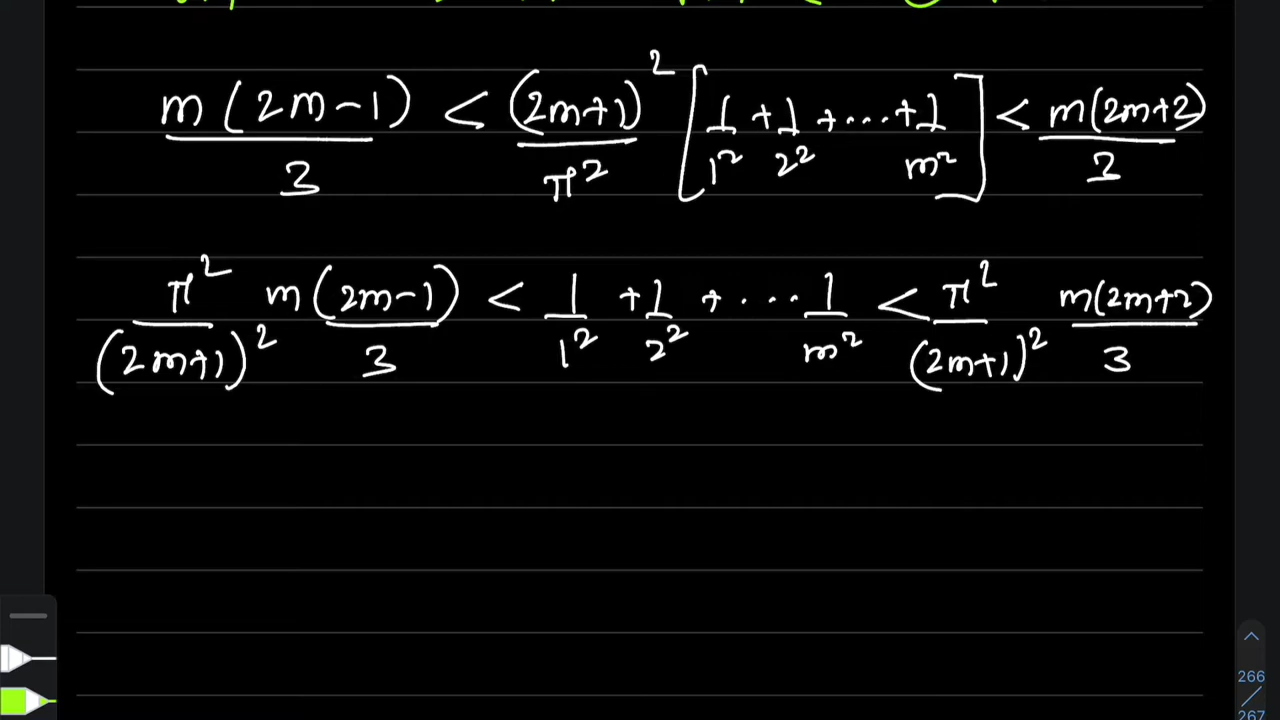 m(2m-1)/3 < (2m+1)²/π² [1/1² + 1/2² + ... + 1/m²] < m(2m+2)/3
π²/(2m+1)² m(2m-1)/3 < 1/1² + 1/2² + ... 1/m² < π²/(2m+1)² m(2m+2)/3
266
/
267